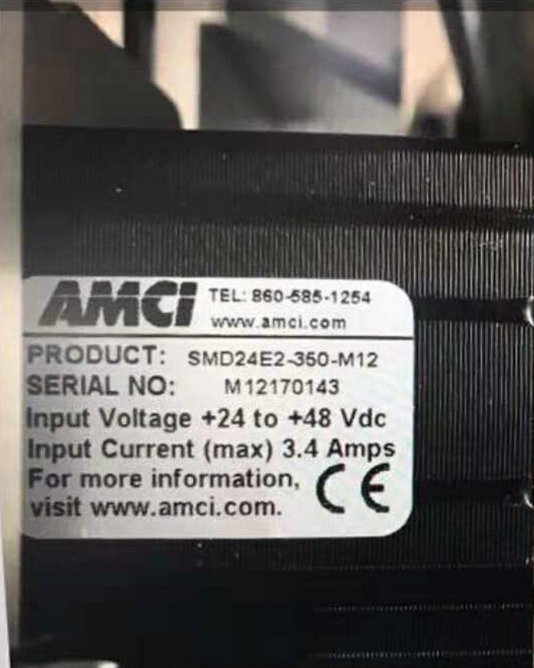 AMCI
TEL: 860-585-1254
www.amci.com
PRODUCT: SMD24E2-350-M12
SERIAL NO: M12170143
Input Voltage +24 to +48 Vdc
Input Current (max) 3.4 Amps
For more information,
visit www.amci.com.
CE